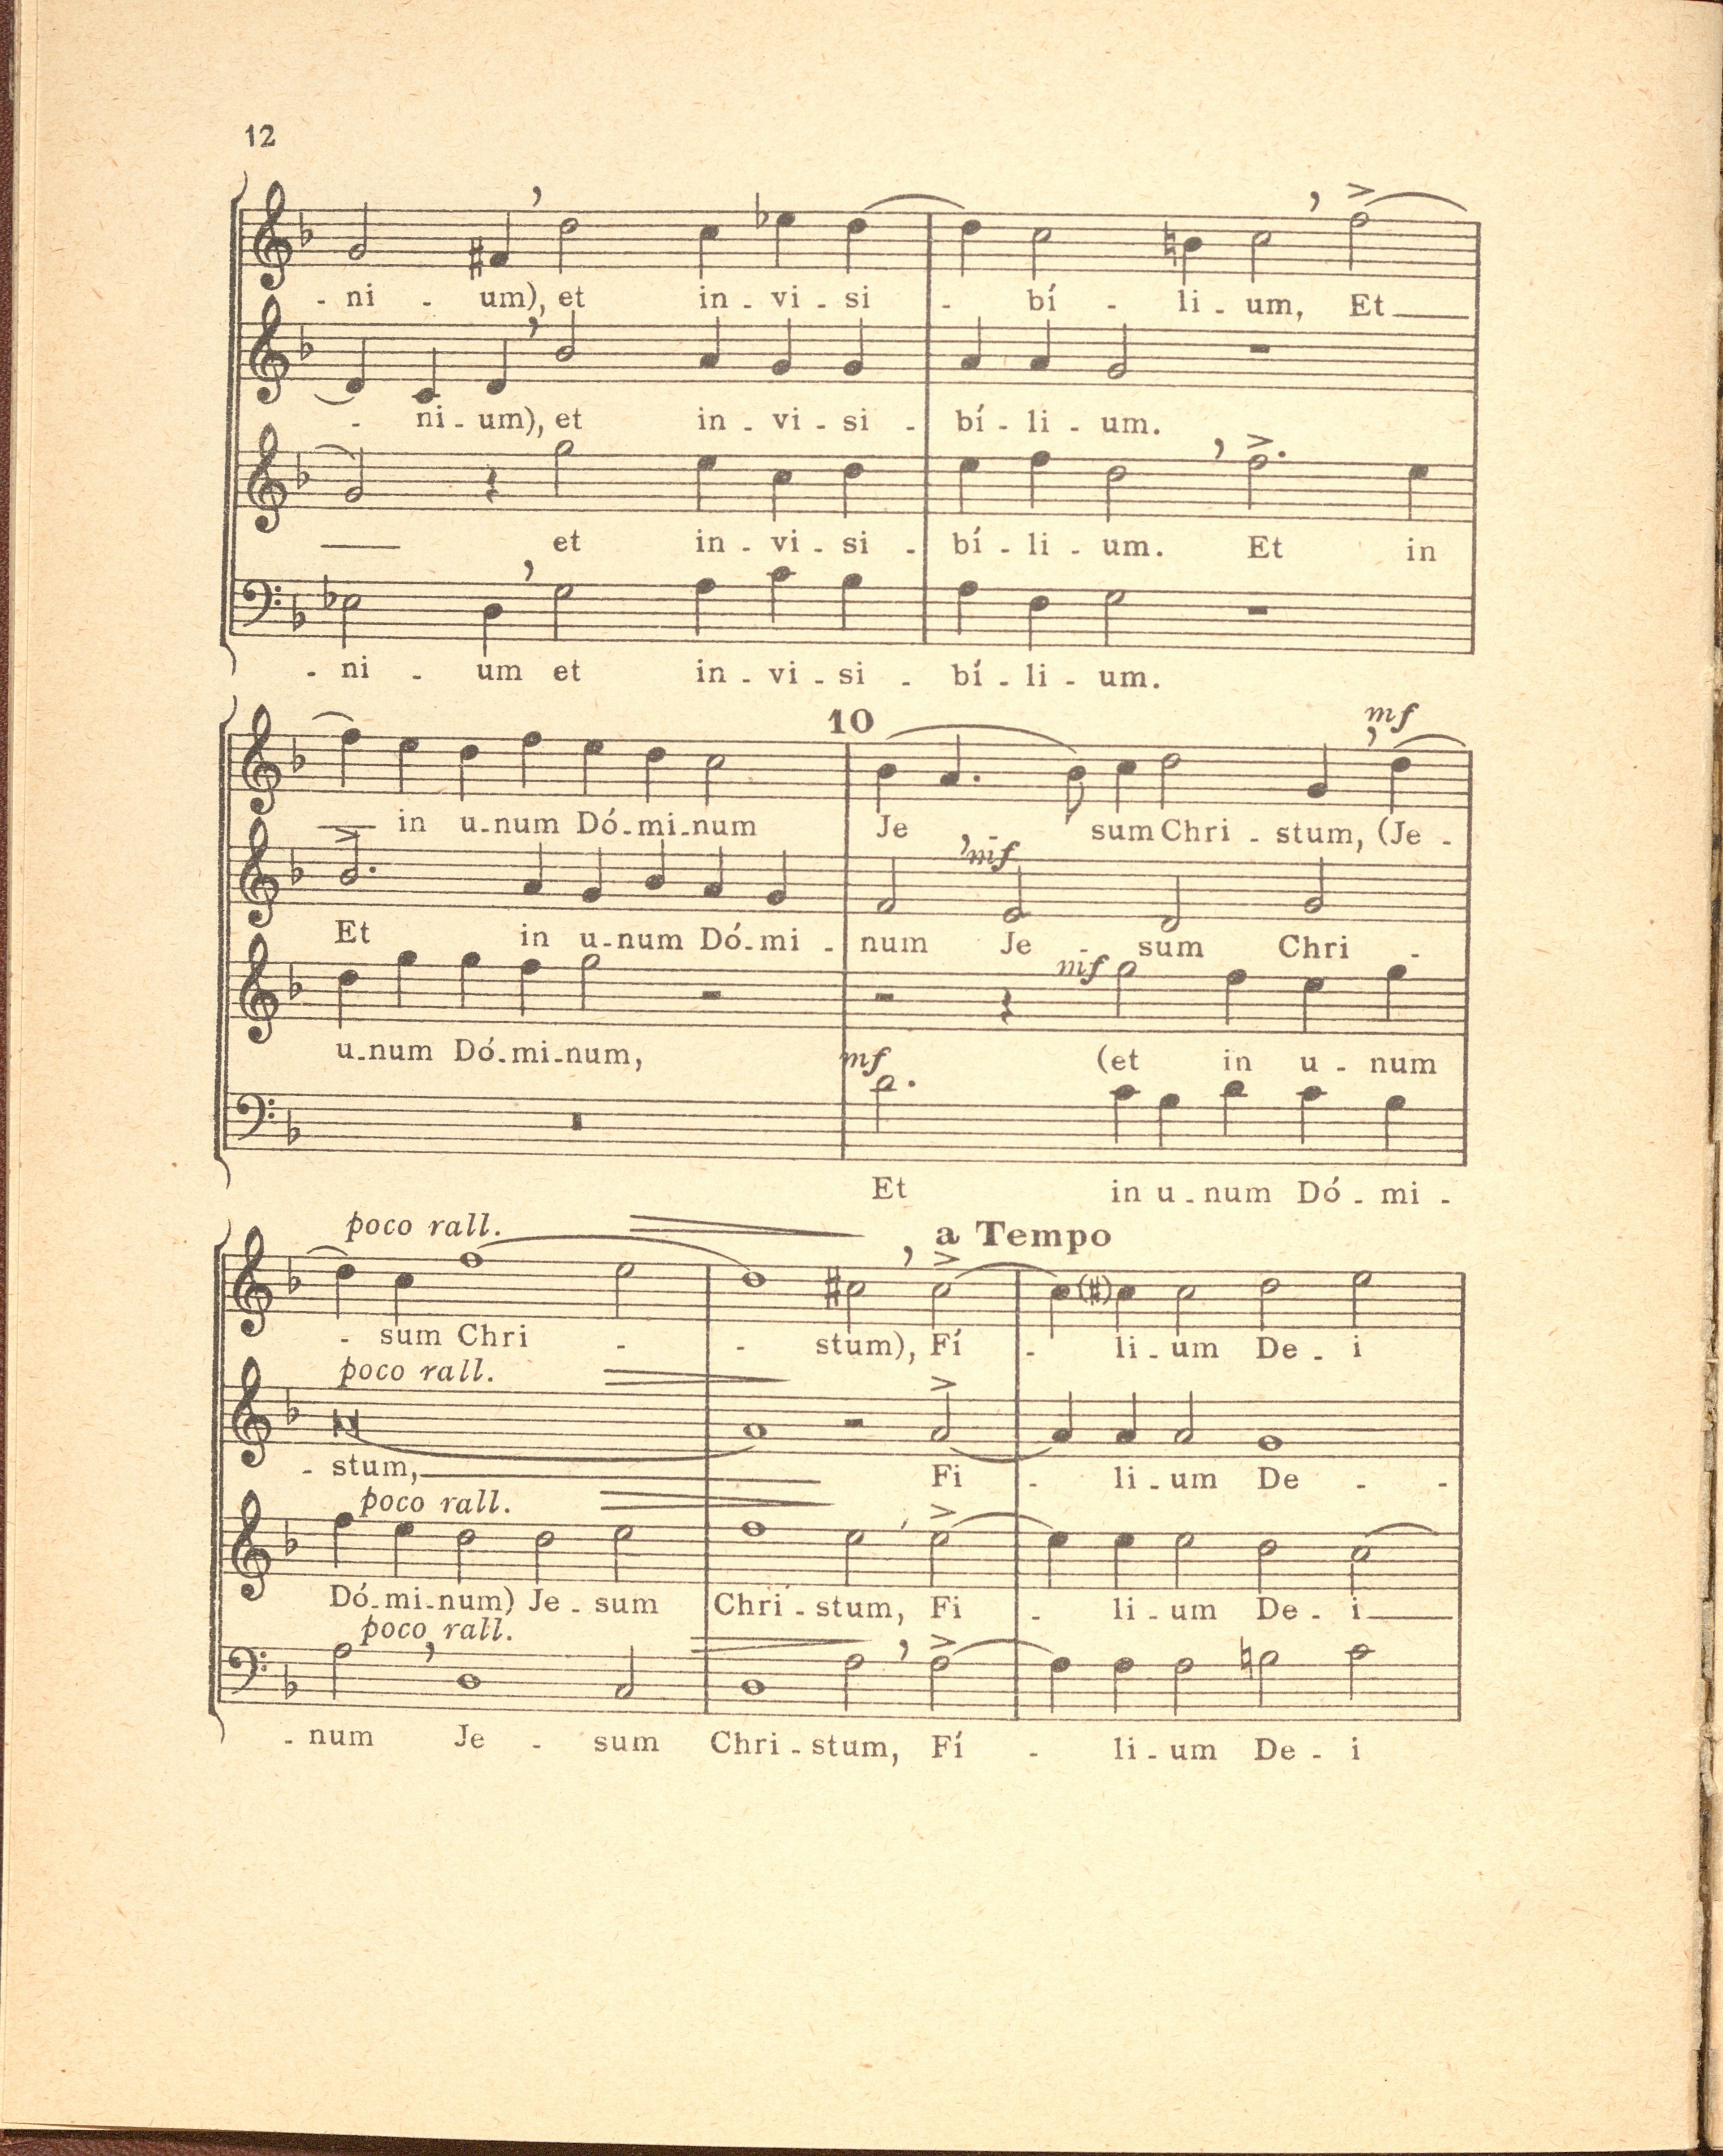 12
- ni - um), et in - vi - si - bí - li - um, Et
- ni - um), et in - vi - si - bí - li - um.
et in - vi - si - bí - li - um. Et in
- ni - um et in - vi - si - bí - li - um.
10 mf
in u - num Dó - mi - num Je - sum Chri - stum, (Je -
mf
Et in u - num Dó - mi - num Je - sum Chri -
mf
u - num Dó - mi - num, (et in u - num
mf
Et in u - num Dó - mi -
poco rall. a Tempo
- sum Chri - - stum), Fí - li - um De - i
poco rall.
- stum, Fi - li - um De - -
poco rall.
Dó - mi - num) Je - sum Chri - stum, Fi - li - um De - i
poco rall.
- num Je - sum Chri - stum, Fí - li - um De - i